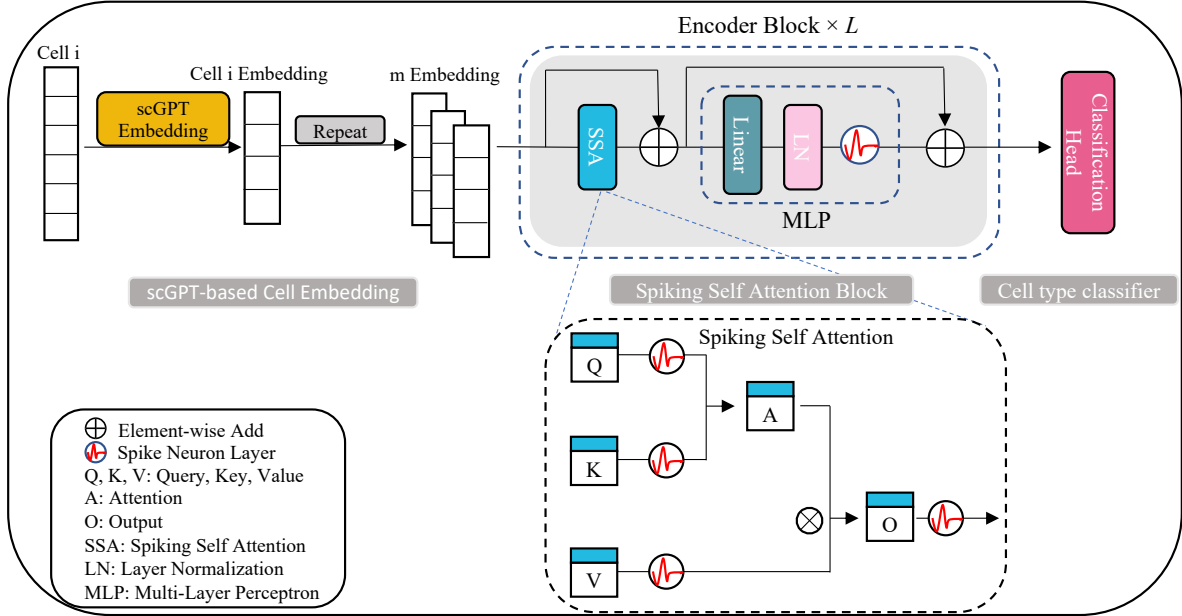 Encoder Block × L
Cell i
Cell i Embedding
m Embedding
scGPT
Embedding
Repeat
SSA
Linear
LN
MLP
Classification
Head
scGPT-based Cell Embedding
Spiking Self Attention Block
Cell type classifier
Spiking Self Attention
Q
K
V
A
O
Element-wise Add
Spike Neuron Layer
Q, K, V: Query, Key, Value
A: Attention
O: Output
SSA: Spiking Self Attention
LN: Layer Normalization
MLP: Multi-Layer Perceptron